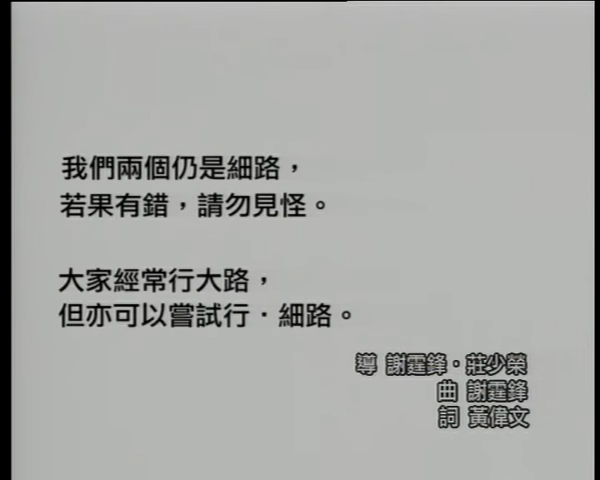 我們兩個仍是細路，
若果有錯，請勿見怪。
大家經常行大路，
但亦可以嘗試行．細路。
導 謝霆鋒．莊少榮
曲 謝霆鋒
詞 黃偉文